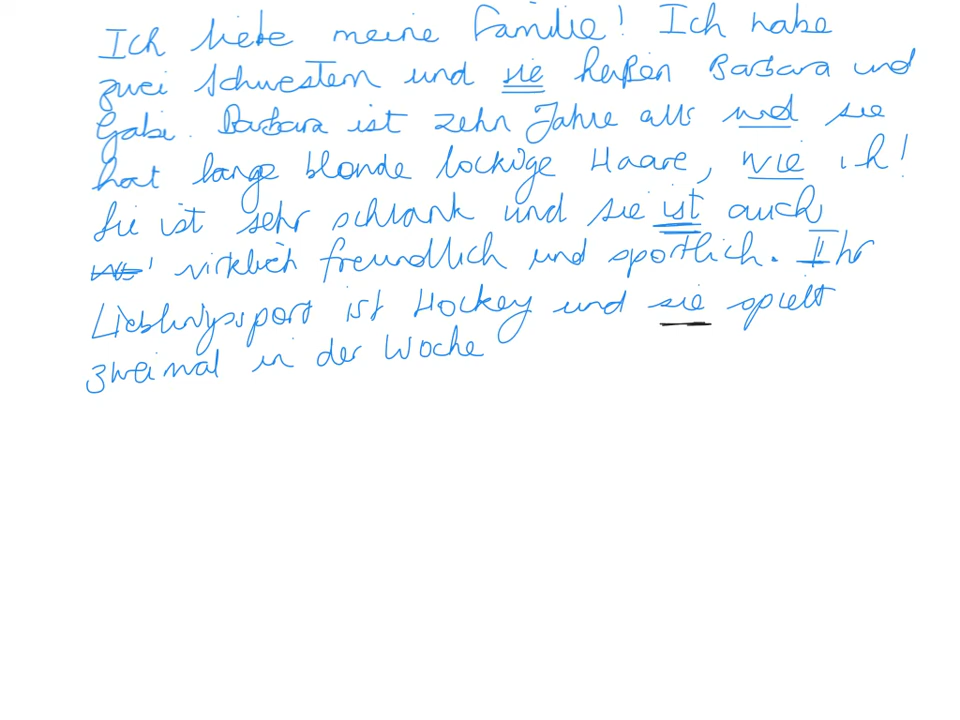 Ich liebe meine Familie! Ich habe
zwei Schwestern und sie heißen Barbara und
Gabi. Barbara ist zehn Jahre alt und sie
hat lange blonde lockige Haare, wie ich!
Sie ist sehr schlank und sie ist auch
wirklich freundlich und sportlich. Ihr
Lieblingssport ist Hockey und sie spielt
zweimal in der Woche